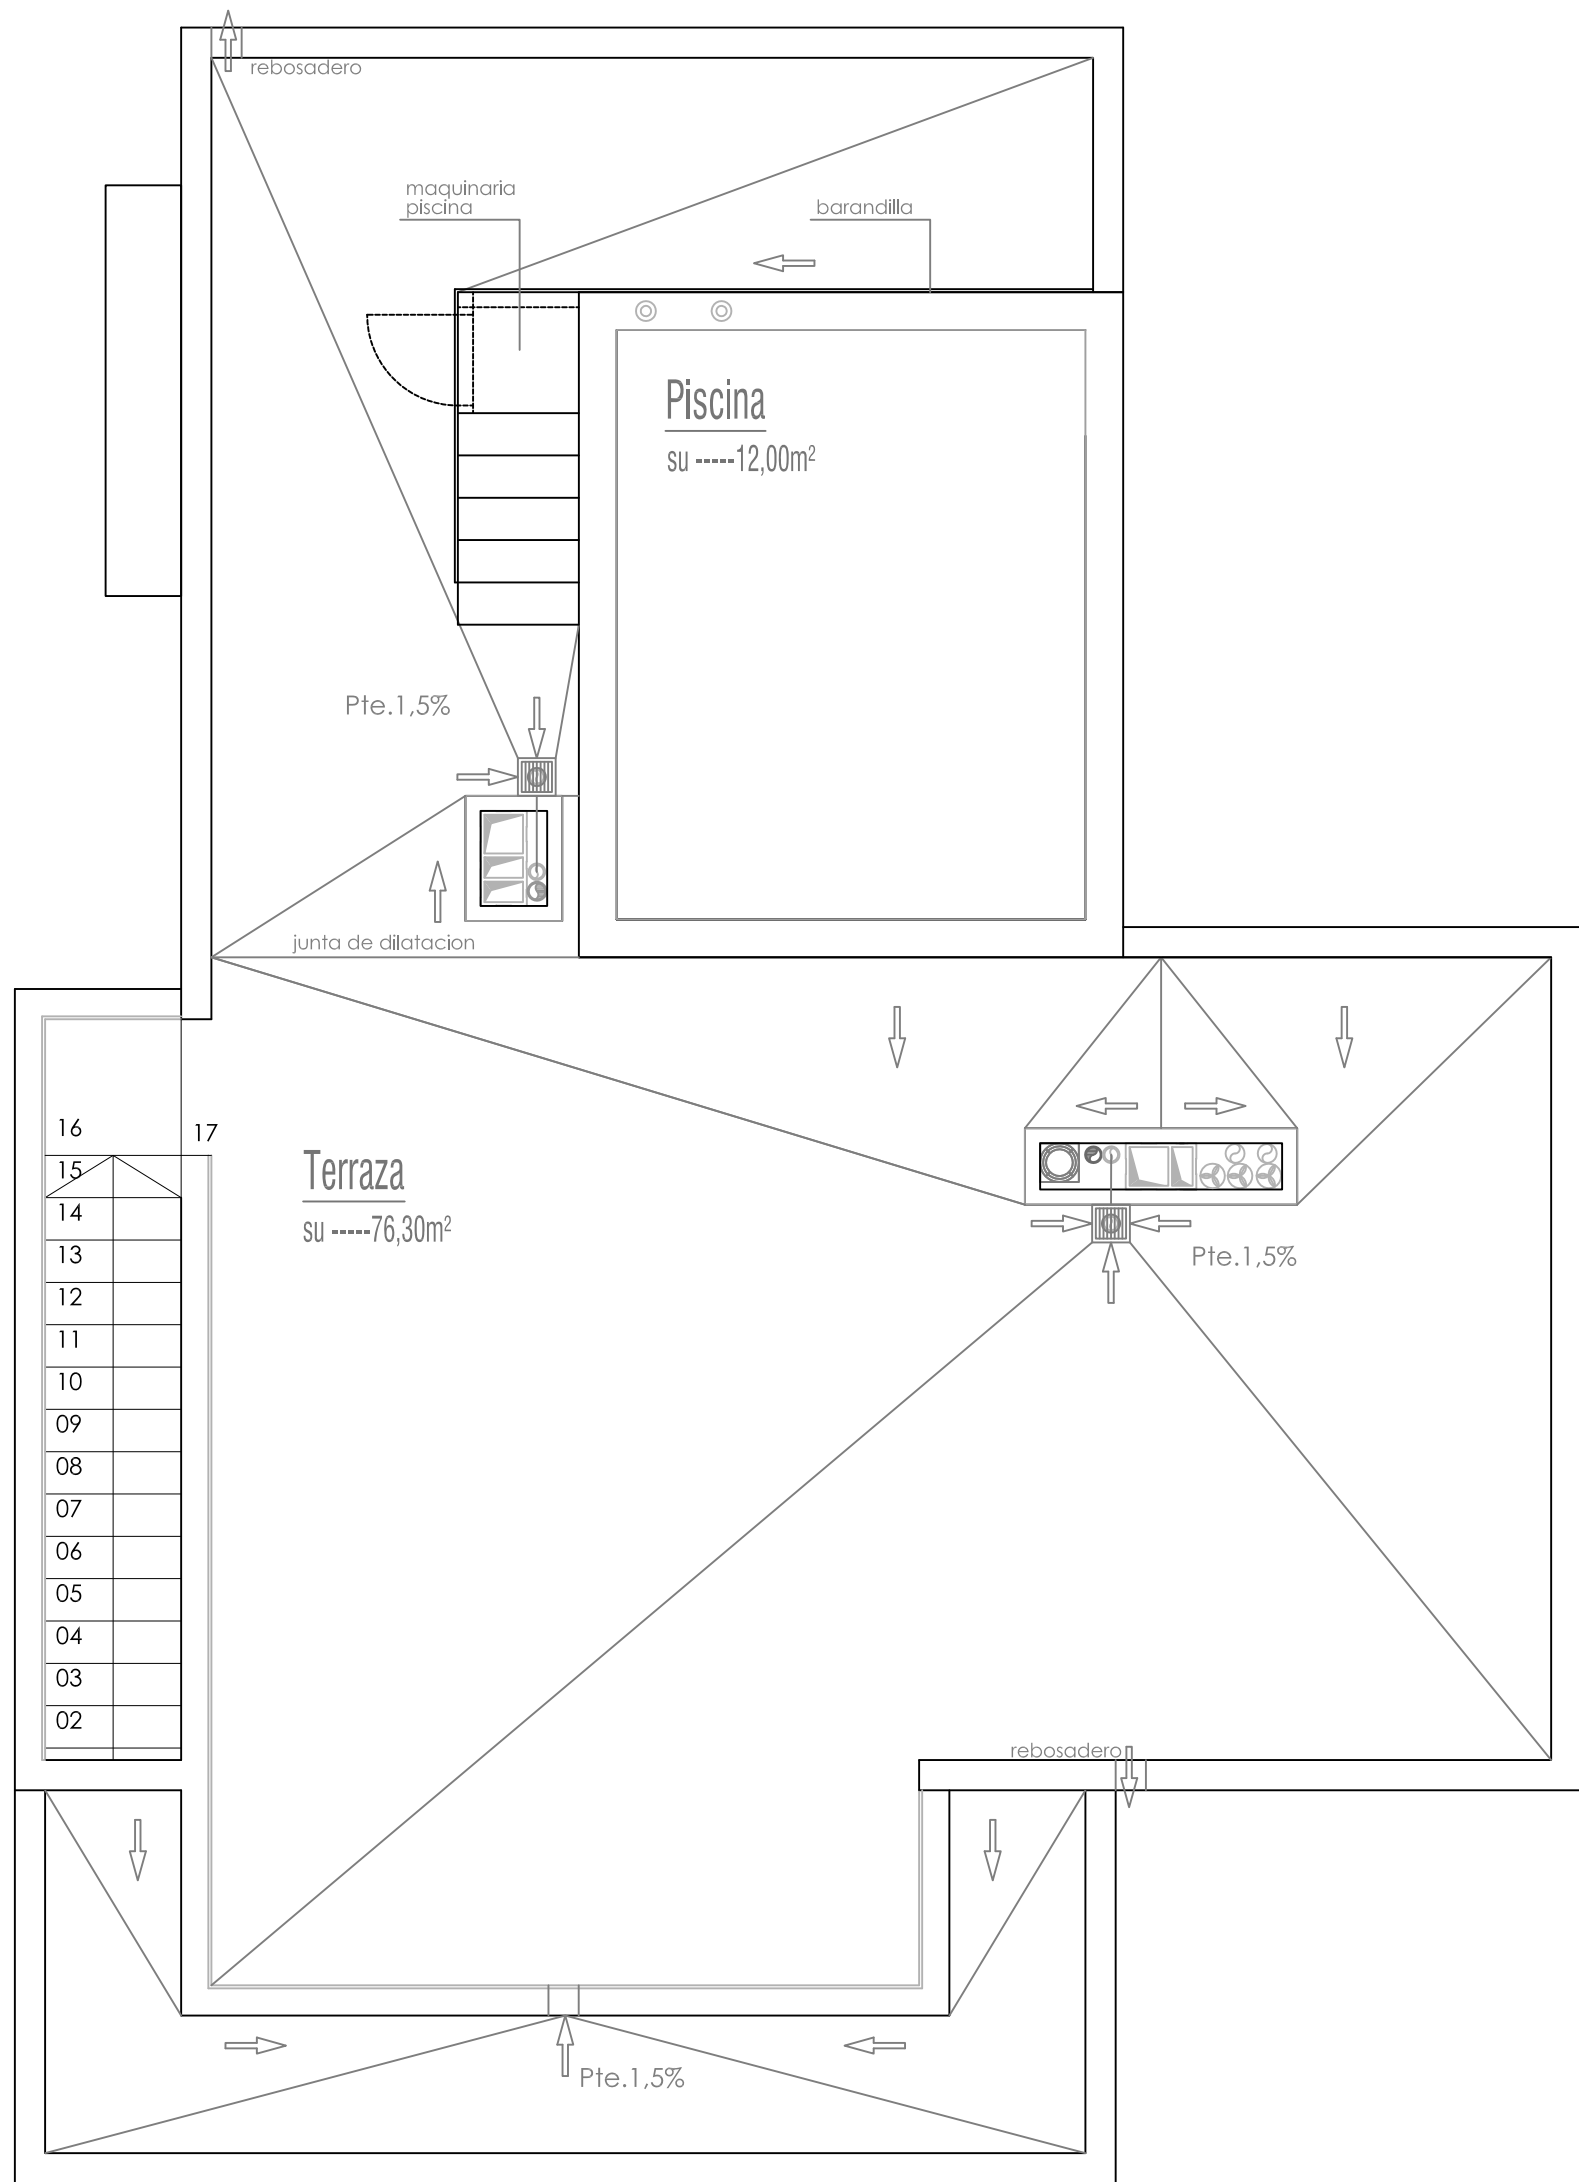 rebosadero
maquinaria
piscina
barandilla
Piscina
su -----12,00m²
Pte.1,5%
junta de dilatacion
16
17
15
14
13
12
11
10
09
08
07
06
05
04
03
02
Terraza
su -----76,30m²
Pte.1,5%
rebosadero
Pte.1,5%